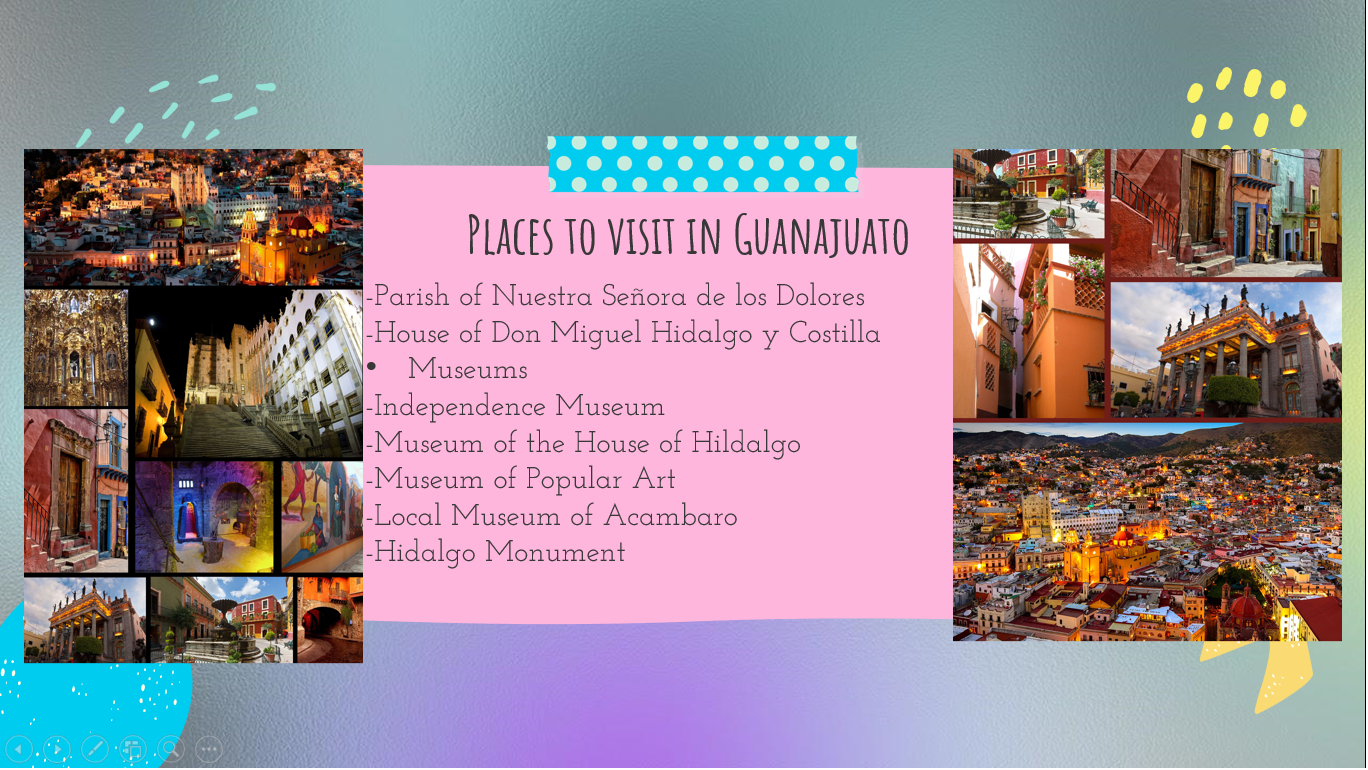 Places to visit in Guanajuato
-Parish of Nuestra Señora de los Dolores
-House of Don Miguel Hidalgo y Costilla
• Museums
-Independence Museum
-Museum of the House of Hildalgo
-Museum of Popular Art
-Local Museum of Acambaro
-Hidalgo Monument